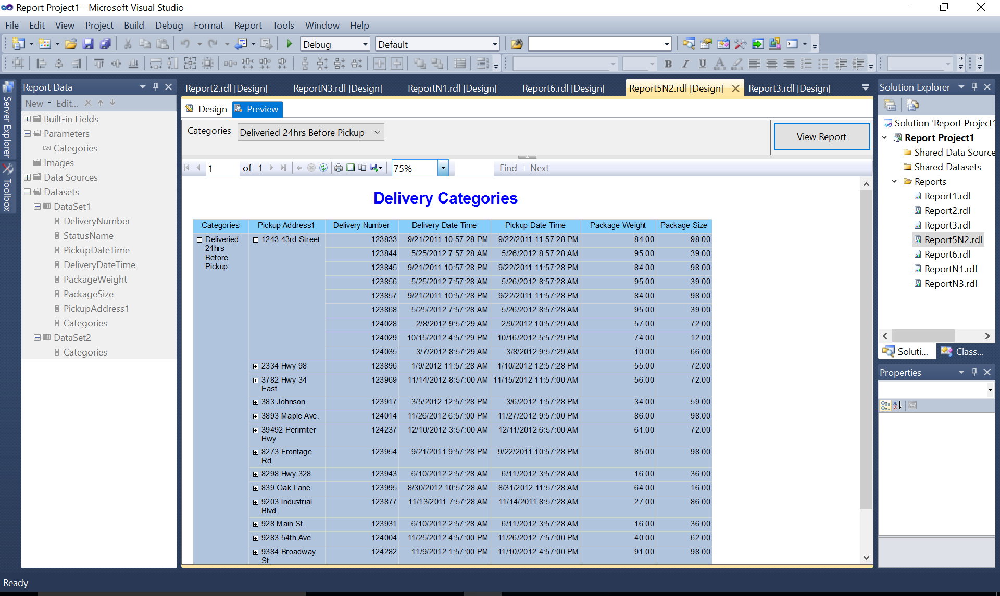 Report Project1 - Microsoft Visual Studio
File Edit View Project Build Debug Format Report Tools Window Help
Debug Default
B I U A
Server Explorer
Toolbox
Report Data
New Edit...
Built-in Fields
Parameters
Categories
Images
Data Sources
Datasets
DataSet1
DeliveryNumber
StatusName
PickupDateTime
DeliveryDateTime
PackageWeight
PackageSize
PickupAddress1
Categories
DataSet2
Categories
Report2.rdl [Design] ReportN3.rdl [Design] ReportN1.rdl [Design] Report6.rdl [Design] Report5N2.rdl [Design] Report3.rdl [Design]
Design Preview
Categories Deliveried 24hrs Before Pickup View Report
1 of 1 75% Find Next
Delivery Categories
Categories Pickup Address1 Delivery Number Delivery Date Time Pickup Date Time Package Weight Package Size
Deliveried 24hrs Before Pickup 1243 43rd Street 123833 9/21/2011 10:57:28 PM 9/22/2011 11:57:28 PM 84.00 98.00
123844 5/25/2012 7:57:28 AM 5/26/2012 8:57:28 AM 95.00 39.00
123845 9/21/2011 10:57:28 PM 9/22/2011 11:57:28 PM 84.00 98.00
123856 5/25/2012 7:57:28 AM 5/26/2012 8:57:28 AM 95.00 39.00
123857 9/21/2011 10:57:28 PM 9/22/2011 11:57:28 PM 84.00 98.00
123868 5/25/2012 7:57:28 AM 5/26/2012 8:57:28 AM 95.00 39.00
124028 2/8/2012 9:57:29 AM 2/9/2012 10:57:29 AM 57.00 72.00
124029 10/15/2012 4:57:29 PM 10/16/2012 5:57:29 PM 74.00 12.00
124035 3/7/2012 8:57:29 AM 3/8/2012 9:57:29 AM 10.00 66.00
2334 Hwy 98 123896 1/9/2012 11:57:28 AM 1/10/2012 12:57:28 PM 55.00 72.00
3782 Hwy 34 East 123969 11/14/2012 8:57:00 AM 11/15/2012 11:57:00 AM 56.00 72.00
383 Johnson 123917 3/5/2012 12:57:28 PM 3/6/2012 1:57:28 PM 34.00 59.00
3893 Maple Ave. 124014 11/26/2012 6:57:00 PM 11/27/2012 9:57:00 PM 86.00 98.00
39492 Perimiter Hwy 124237 12/10/2012 3:57:00 AM 12/11/2012 6:57:00 AM 61.00 72.00
8273 Frontage Rd. 123954 9/21/2011 9:57:28 PM 9/22/2011 10:57:28 PM 85.00 98.00
8298 Hwy 328 123943 6/10/2012 2:57:28 AM 6/11/2012 3:57:28 AM 16.00 36.00
839 Oak Lane 123995 8/30/2012 10:57:28 AM 8/31/2012 11:57:28 AM 64.00 16.00
9203 Industrial Blvd. 123877 11/13/2011 7:57:28 AM 11/14/2011 8:57:28 AM 27.00 86.00
928 Main St. 123931 6/10/2012 2:57:28 AM 6/11/2012 3:57:28 AM 16.00 36.00
9283 54th Ave. 124004 11/25/2012 4:57:00 PM 11/26/2012 7:57:00 PM 40.00 62.00
9384 Broadway St. 124282 11/9/2012 1:57:00 PM 11/10/2012 4:57:00 PM 91.00 98.00
Solution Explorer
Solution 'Report Project1'
Report Project1
Shared Data Source
Shared Datasets
Reports
Report1.rdl
Report2.rdl
Report3.rdl
Report5N2.rdl
Report6.rdl
ReportN1.rdl
ReportN3.rdl
Soluti... Class...
Properties
Ready